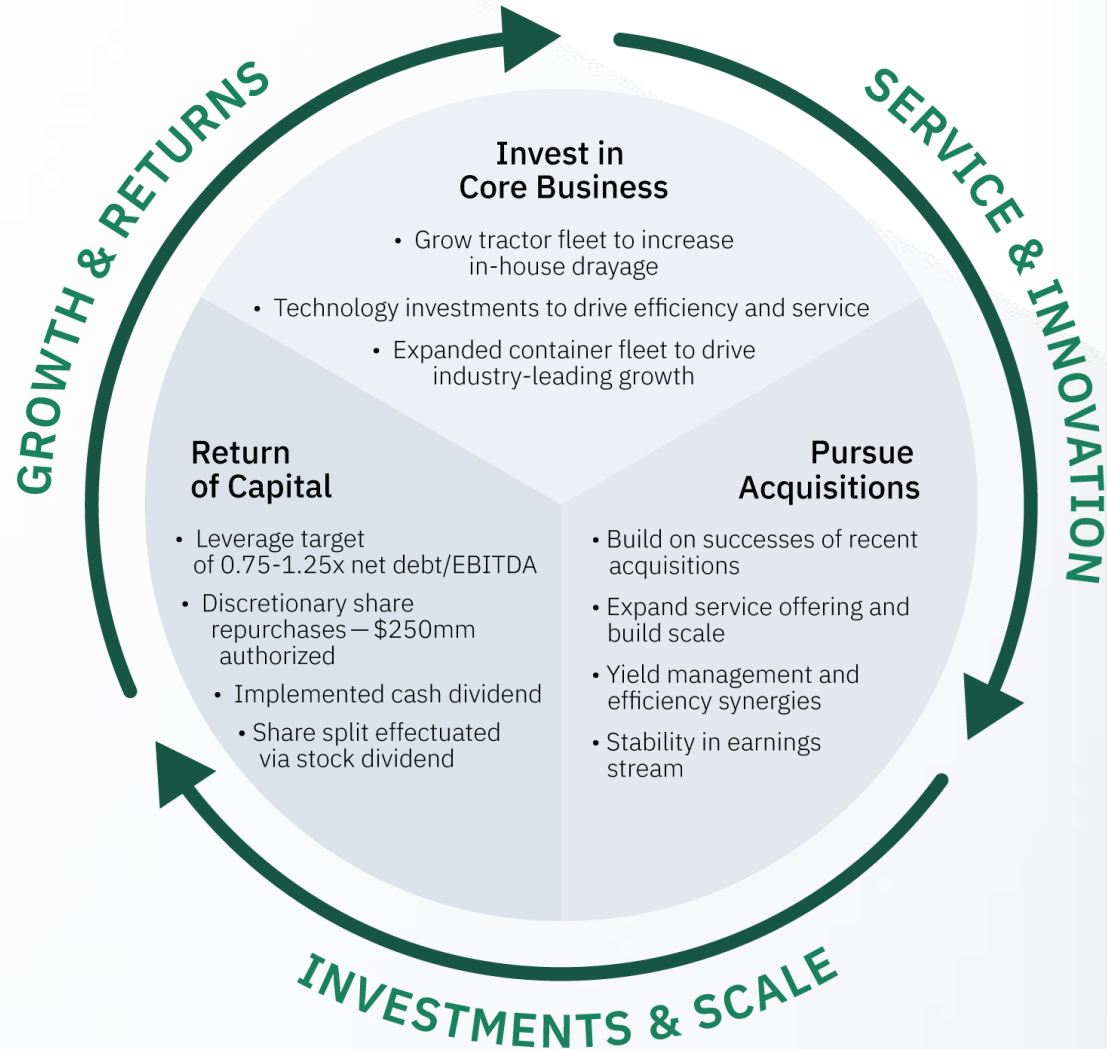 GROWTH & RETURNS
SERVICE & INNOVATION
Invest in
Core Business
• Grow tractor fleet to increase
in-house drayage
• Technology investments to drive efficiency and service
• Expanded container fleet to drive
industry-leading growth
Return
of Capital
• Leverage target
of 0.75-1.25x net debt/EBITDA
• Discretionary share
repurchases — $250mm
authorized
• Implemented cash dividend
• Share split effectuated
via stock dividend
Pursue
Acquisitions
• Build on successes of recent
acquisitions
• Expand service offering and
build scale
• Yield management and
efficiency synergies
• Stability in earnings
stream
INVESTMENTS & SCALE